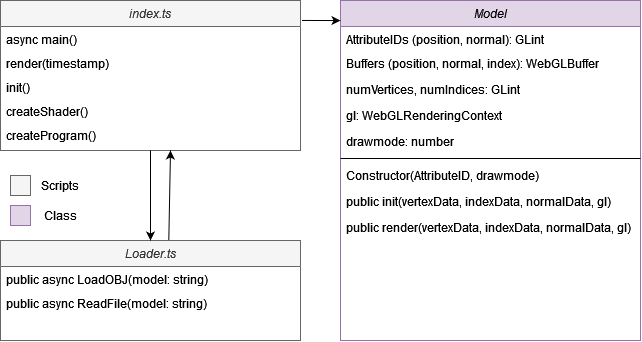 index.ts
async main()
render(timestamp)
init()
createShader()
createProgram()
Scripts
Class
Loader.ts
public async LoadOBJ(model: string)
public async ReadFile(model: string)
Model
AttributeIDs (position, normal): GLint
Buffers (position, normal, index): WebGLBuffer
numVertices, numIndices: GLint
gl: WebGLRenderingContext
drawmode: number
Constructor(AttributeID, drawmode)
public init(vertexData, indexData, normalData, gl)
public render(vertexData, indexData, normalData, gl)